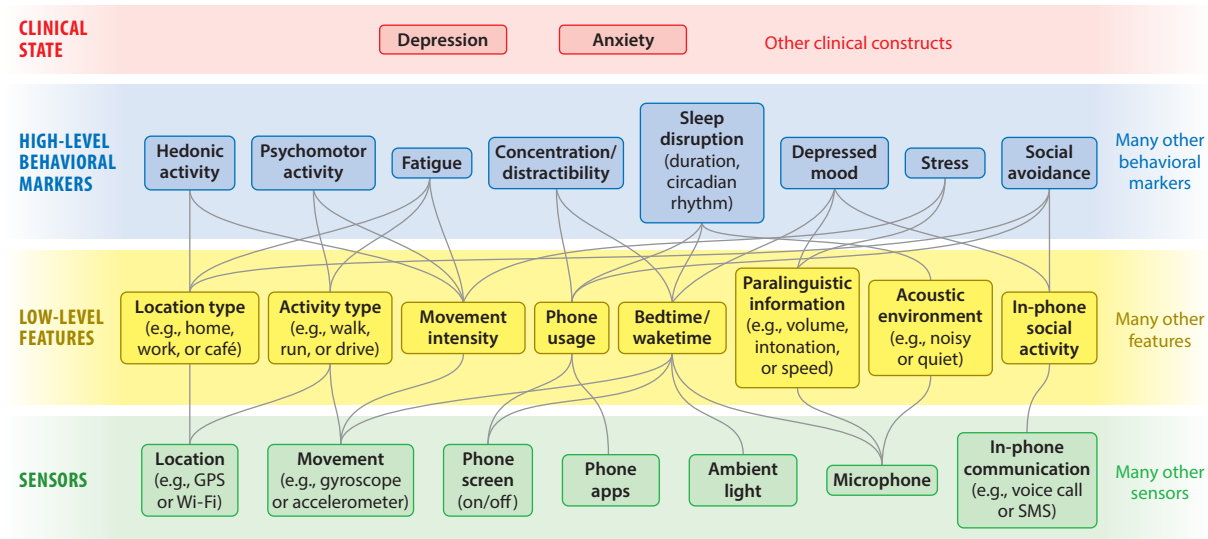 CLINICAL
STATE
Depression
Anxiety
Other clinical constructs
HIGH-LEVEL
BEHAVIORAL
MARKERS
Hedonic
activity
Psychomotor
activity
Fatigue
Concentration/
distractibility
Sleep
disruption
(duration,
circadian
rhythm)
Depressed
mood
Stress
Social
avoidance
Many other
behavioral
markers
LOW-LEVEL
FEATURES
Location type
(e.g., home,
work, or café)
Activity type
(e.g., walk,
run, or drive)
Movement
intensity
Phone
usage
Bedtime/
waketime
Paralinguistic
information
(e.g., volume,
intonation,
or speed)
Acoustic
environment
(e.g., noisy
or quiet)
In-phone
social
activity
Many other
features
SENSORS
Location
(e.g., GPS
or Wi-Fi)
Movement
(e.g., gyroscope
or accelerometer)
Phone
screen
(on/off)
Phone
apps
Ambient
light
Microphone
In-phone
communication
(e.g., voice call
or SMS)
Many other
sensors